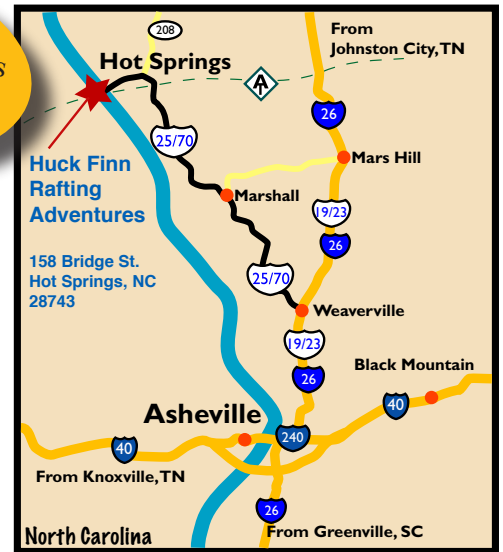 s
208
From
Johnston City, TN
Hot Springs
A
26
25/70
Mars Hill
Huck Finn
Rafting
Adventures
Marshall
19/23
26
158 Bridge St.
Hot Springs, NC
28743
25/70
Weaverville
19/23
Black Mountain
26
40
Asheville
240
40
From Knoxville, TN
26
From Greenville, SC
North Carolina